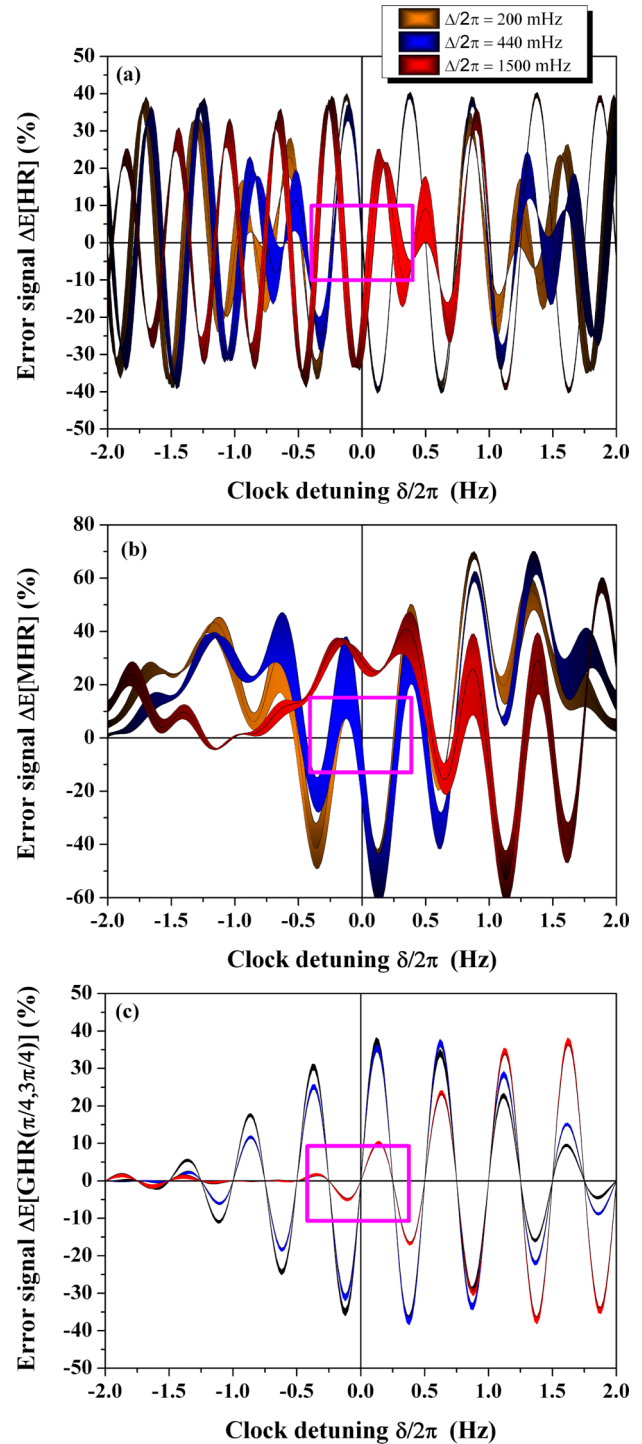 Δ/2π = 200 mHz
Δ/2π = 440 mHz
Δ/2π = 1500 mHz
(a)
Error signal ΔE[HR] (%)
50
40
30
20
10
0
-10
-20
-30
-40
-50
-2.0 -1.5 -1.0 -0.5 0.0 0.5 1.0 1.5 2.0
Clock detuning δ/2π (Hz)
(b)
Error signal ΔE[MHR] (%)
80
60
40
20
0
-20
-40
-60
-2.0 -1.5 -1.0 -0.5 0.0 0.5 1.0 1.5 2.0
Clock detuning δ/2π (Hz)
(c)
Error signal ΔE[GHR(π/4,3π/4)] (%)
50
40
30
20
10
0
-10
-20
-30
-40
-50
-2.0 -1.5 -1.0 -0.5 0.0 0.5 1.0 1.5 2.0
Clock detuning δ/2π (Hz)